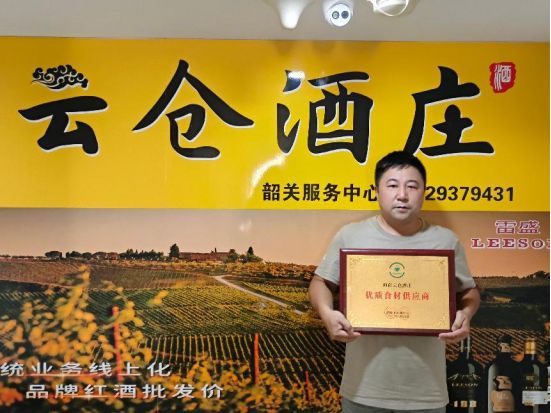 云仓酒庄
酒
韶关服务中心 29379431
雷盛
LEESON
优质食材供应商
统业务线上化
品牌红酒批发价
LEESON